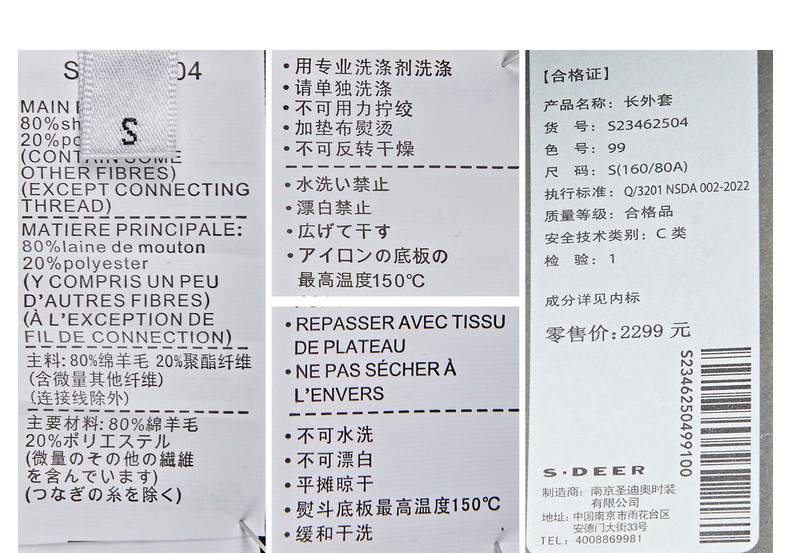 S
04
S
MAIN
80%sh
20%po
(CONTAIN SOME
OTHER FIBRES)
(EXCEPT CONNECTING
THREAD)
MATIERE PRINCIPALE:
80%laine de mouton
20%polyester
(Y COMPRIS UN PEU
D'AUTRES FIBRES)
(À L'EXCEPTION DE
FIL DE CONNECTION)
主料: 80%绵羊毛 20%聚酯纤维
(含微量其他纤维)
(连接线除外)
主要材料: 80%綿羊毛
20%ポリエステル
(微量のその他の繊維
を含んでいます)
(つなぎの糸を除く)
•用专业洗涤剂洗涤
•请单独洗涤
•不可用力拧绞
•加垫布熨烫
•不可反转干燥
•水洗い禁止
•漂白禁止
•広げて干す
•アイロンの底板の
最高温度150℃
•REPASSER AVEC TISSU
DE PLATEAU
•NE PAS SÉCHER À
L'ENVERS
•不可水洗
•不可漂白
•平摊晾干
•熨斗底板最高温度150℃
•缓和干洗
【合格证】
产品名称: 长外套
货 号: S23462504
色 号: 99
尺 码: S(160/80A)
执行标准: Q/3201 NSDA 002-2022
质量等级: 合格品
安全技术类别: C 类
检 验: 1
成分详见内标
零售价: 2299 元
S2346250499100
S·DEER
制造商: 南京圣迪奥时装
有限公司
地址: 中国南京市雨花台区
安德门大街33号
TEL: 4008869981